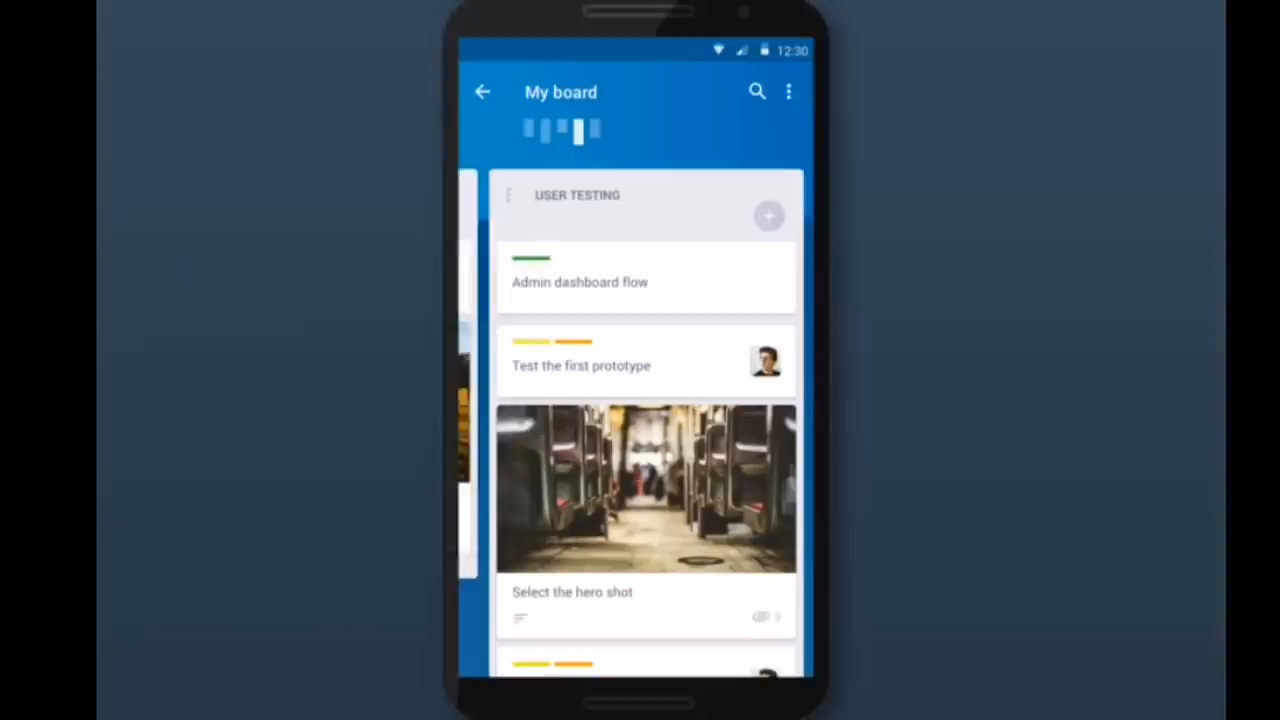 12:30
My board
USER TESTING
Admin dashboard flow
Test the first prototype
Select the hero shot